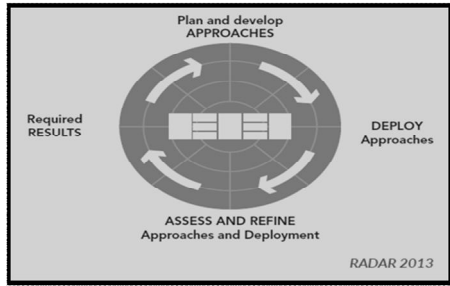 Plan and develop
APPROACHES
Required
RESULTS
DEPLOY
Approaches
ASSESS AND REFINE
Approaches and Deployment
RADAR 2013